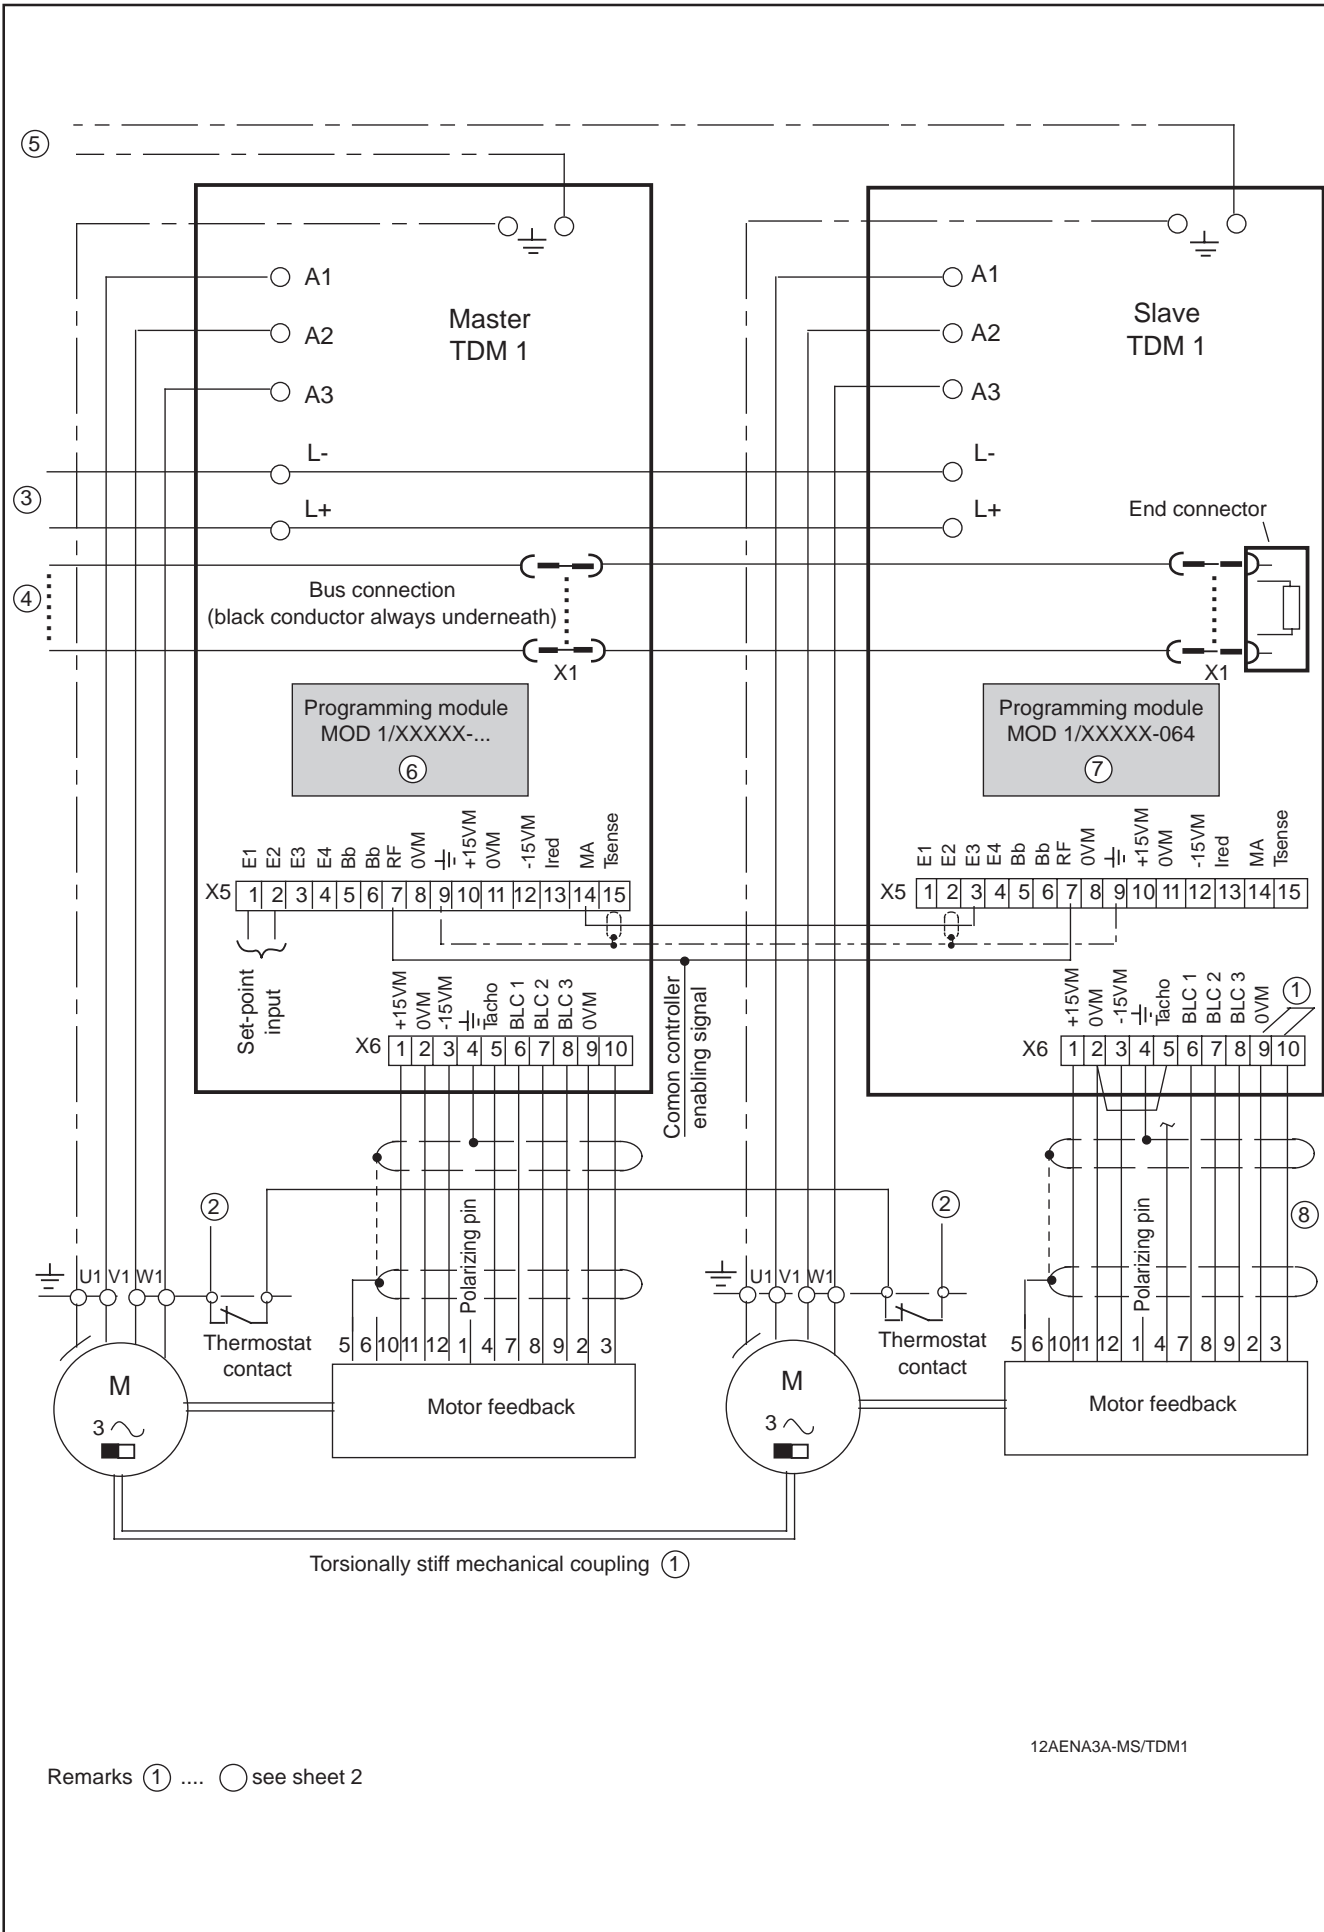 5
A1
A2
A3
Master
TDM 1
L-
L+
3
4
Bus connection
(black conductor always underneath)
X1
Programming module
MOD 1/XXXXX-...
6
E1 E2 E3 E4 Bb Bb RF 0VM +15VM 0VM -15VM Ired MA Tsense
X5 1 2 3 4 5 6 7 8 9 10 11 12 13 14 15
Set-point
input
+15VM 0VM -15VM Tacho BLC 1 BLC 2 BLC 3 0VM
X6 1 2 3 4 5 6 7 8 9 10
Comon controller
enabling signal
A1
A2
A3
Slave
TDM 1
L-
L+
End connector
X1
Programming module
MOD 1/XXXXX-064
7
E1 E2 E3 E4 Bb Bb RF 0VM +15VM 0VM -15VM Ired MA Tsense
X5 1 2 3 4 5 6 7 8 9 10 11 12 13 14 15
+15VM 0VM -15VM Tacho BLC 1 BLC 2 BLC 3 0VM
1
X6 1 2 3 4 5 6 7 8 9 10
2
Polarizing pin
U1 V1 W1
Thermostat
contact
5 6 10 11 12 1 4 7 8 9 2 3
M
3
Motor feedback
2
Polarizing pin
8
U1 V1 W1
Thermostat
contact
5 6 10 11 12 1 4 7 8 9 2 3
M
3
Motor feedback
Torsionally stiff mechanical coupling 1
12AENA3A-MS/TDM1
Remarks 1 .... see sheet 2